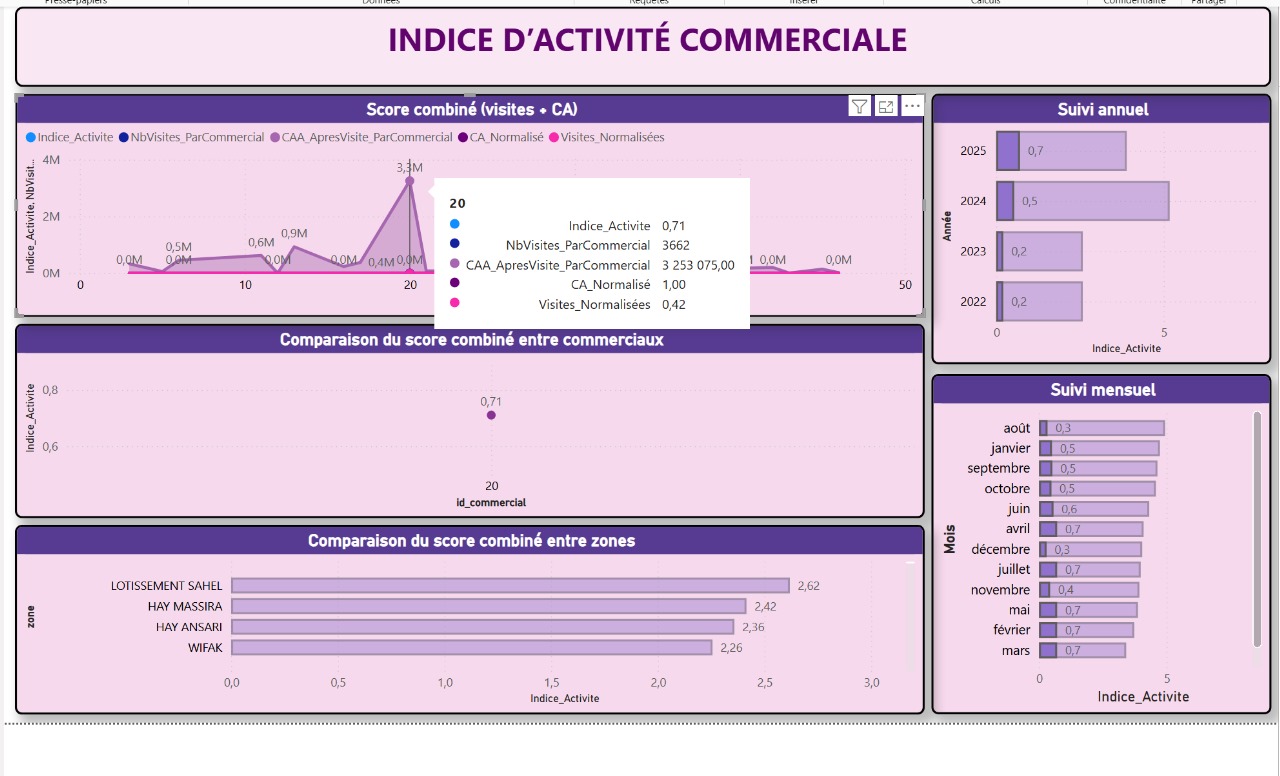 Presse-papiers Données Requêtes Insérer Calculs Confidentialité Partager
INDICE D’ACTIVITÉ COMMERCIALE
Score combiné (visites + CA)
Indice_Activite NbVisites_ParCommercial CAA_ApresVisite_ParCommercial CA_Normalisé Visites_Normalisées
Indice_Activite, NbVisit...
4M
2M
0M
0,0M
0,5M
0,0M
0,6M
0,0M
0,9M
0,0M
0,4M
3,3M
0,0M
0,0M
0,0M
0
10
20
50
20
Indice_Activite 0,71
NbVisites_ParCommercial 3662
CAA_ApresVisite_ParCommercial 3 253 075,00
CA_Normalisé 1,00
Visites_Normalisées 0,42
Suivi annuel
Année
2025 0,7
2024 0,5
2023 0,2
2022 0,2
0 5
Indice_Activite
Comparaison du score combiné entre commerciaux
Indice_Activite
0,8
0,6
0,71
20
id_commercial
Comparaison du score combiné entre zones
zone
LOTISSEMENT SAHEL 2,62
HAY MASSIRA 2,42
HAY ANSARI 2,36
WIFAK 2,26
0,0 0,5 1,0 1,5 2,0 2,5 3,0
Indice_Activite
Suivi mensuel
Mois
août 0,3
janvier 0,5
septembre 0,5
octobre 0,5
juin 0,6
avril 0,7
décembre 0,3
juillet 0,7
novembre 0,4
mai 0,7
février 0,7
mars 0,7
0 5
Indice_Activite